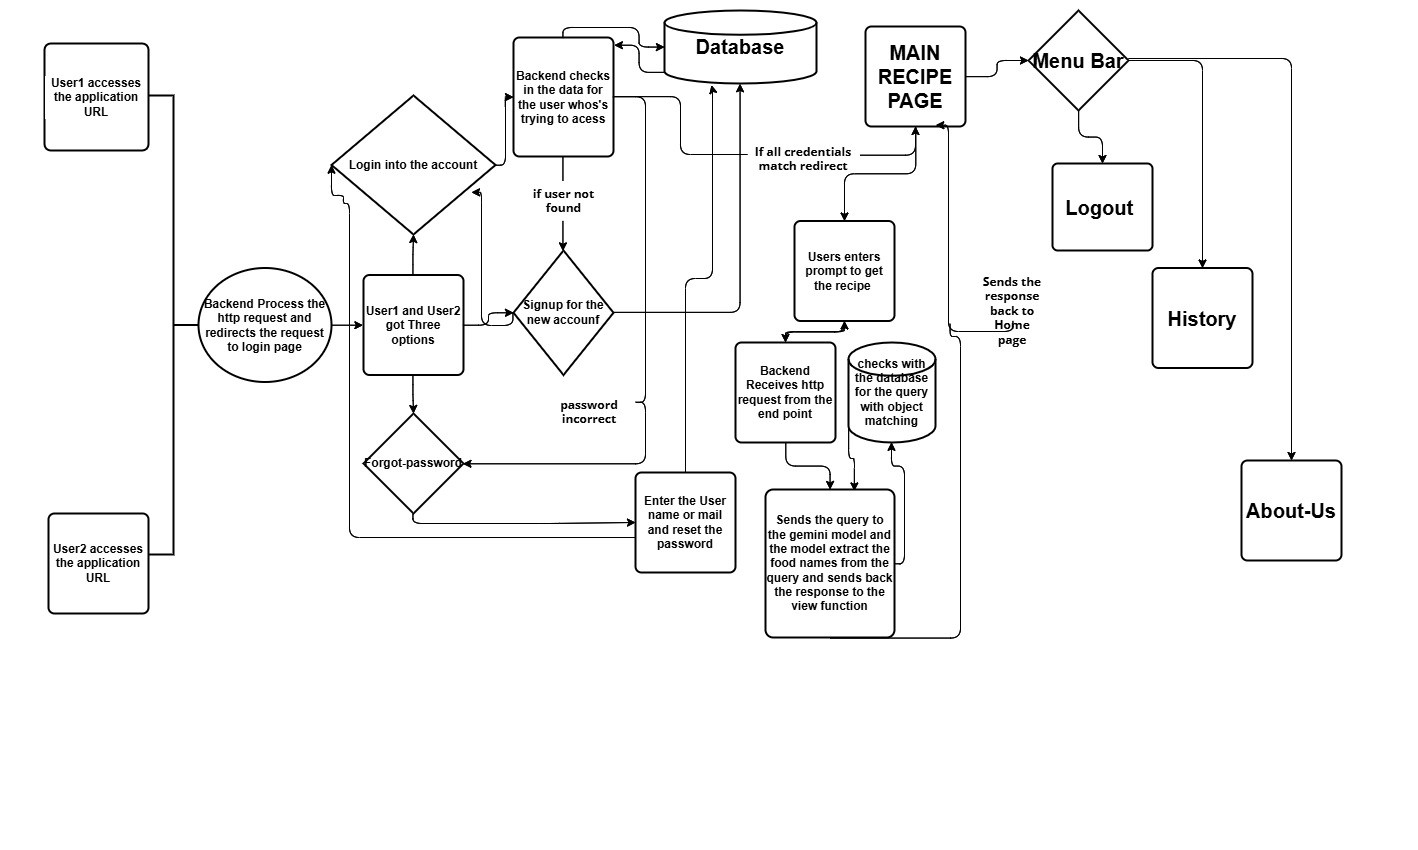 User1 accesses
the application
URL
Backend Process the
http request and
redirects the request
to login page
User2 accesses
the application
URL
Login into the account
User1 and User2
got Three
options
Forgot-password
Backend checks
in the data for
the user whos's
trying to acess
if user not
found
Signup for the
new accounf
password
incorrect
Enter the User
name or mail
and reset the
password
Database
If all credentials
match redirect
MAIN
RECIPE
PAGE
Users enters
prompt to get
the recipe
Backend
Receives http
request from the
end point
checks with
the database
for the query
with object
matching
Sends the query to
the gemini model and
the model extract the
food names from the
query and sends back
the response to the
view function
Sends the
response
back to
Home
page
Menu Bar
Logout
History
About-Us